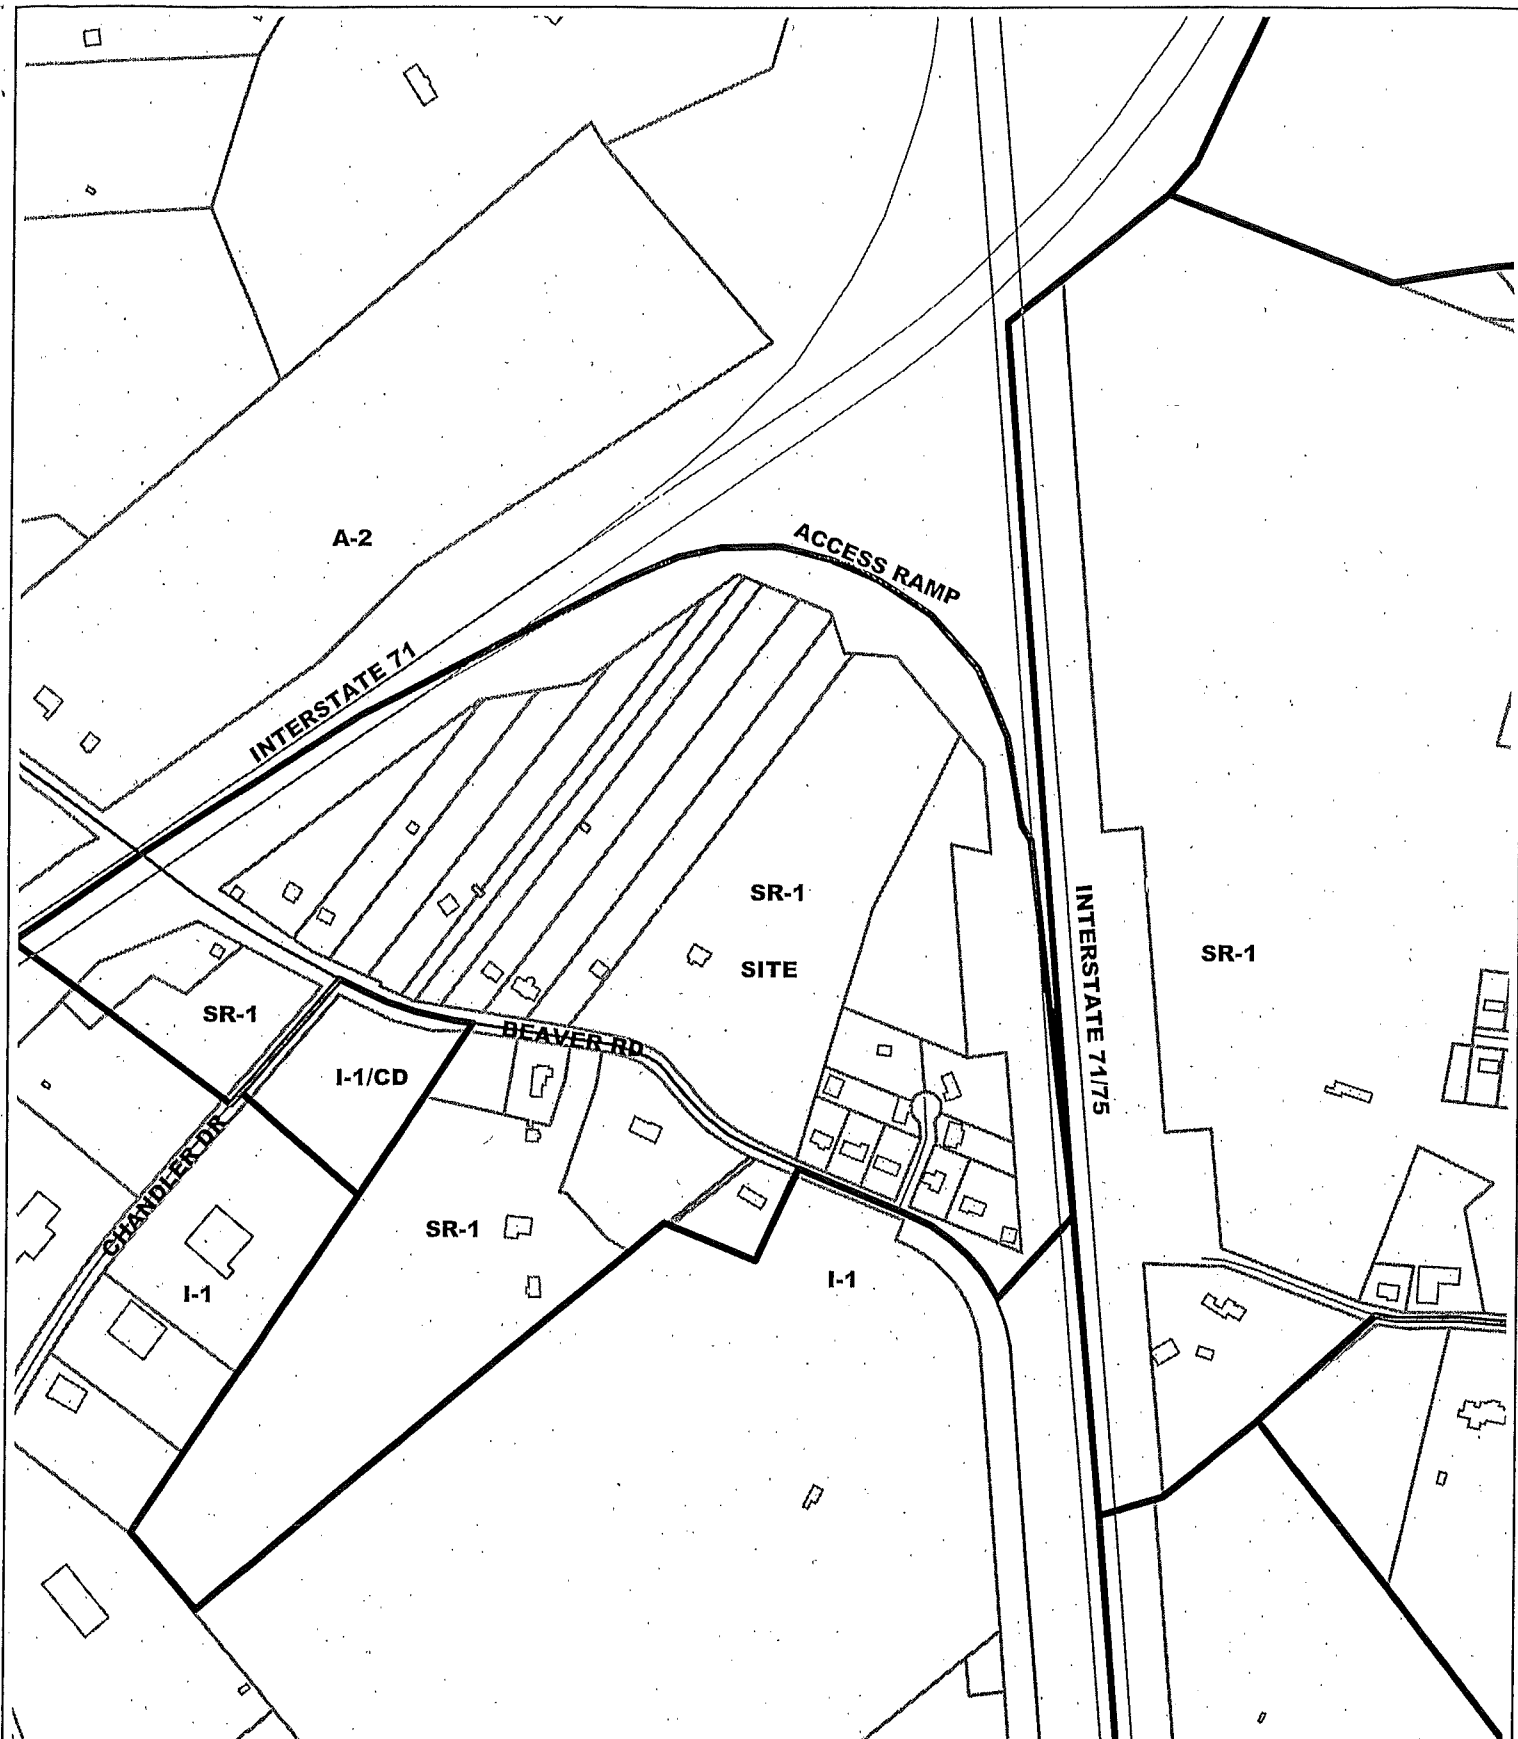 A-2
ACCESS RAMP
INTERSTATE 71
SR-1
SITE
INTERSTATE 71/75
SR-1
SR-1
BEAVER RD
I-1/CD
CHANDLER DR
SR-1
I-1
I-1